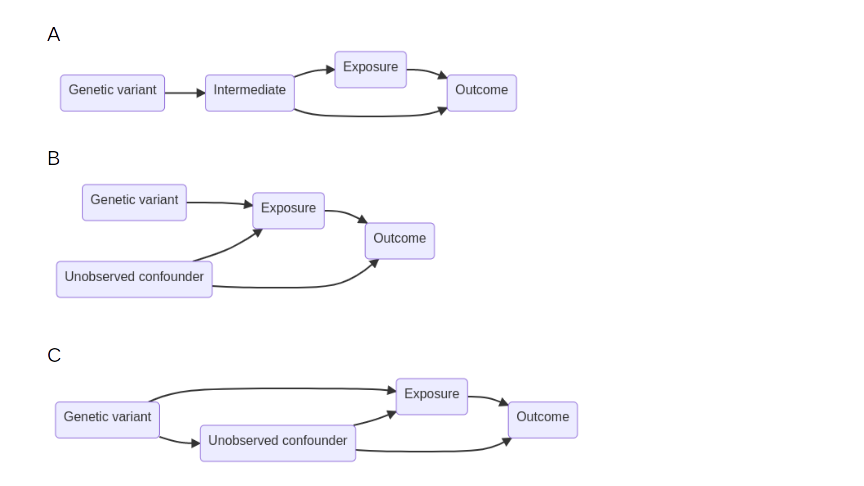 A
Genetic variant
Intermediate
Exposure
Outcome
B
Genetic variant
Exposure
Outcome
Unobserved confounder
C
Genetic variant
Exposure
Outcome
Unobserved confounder